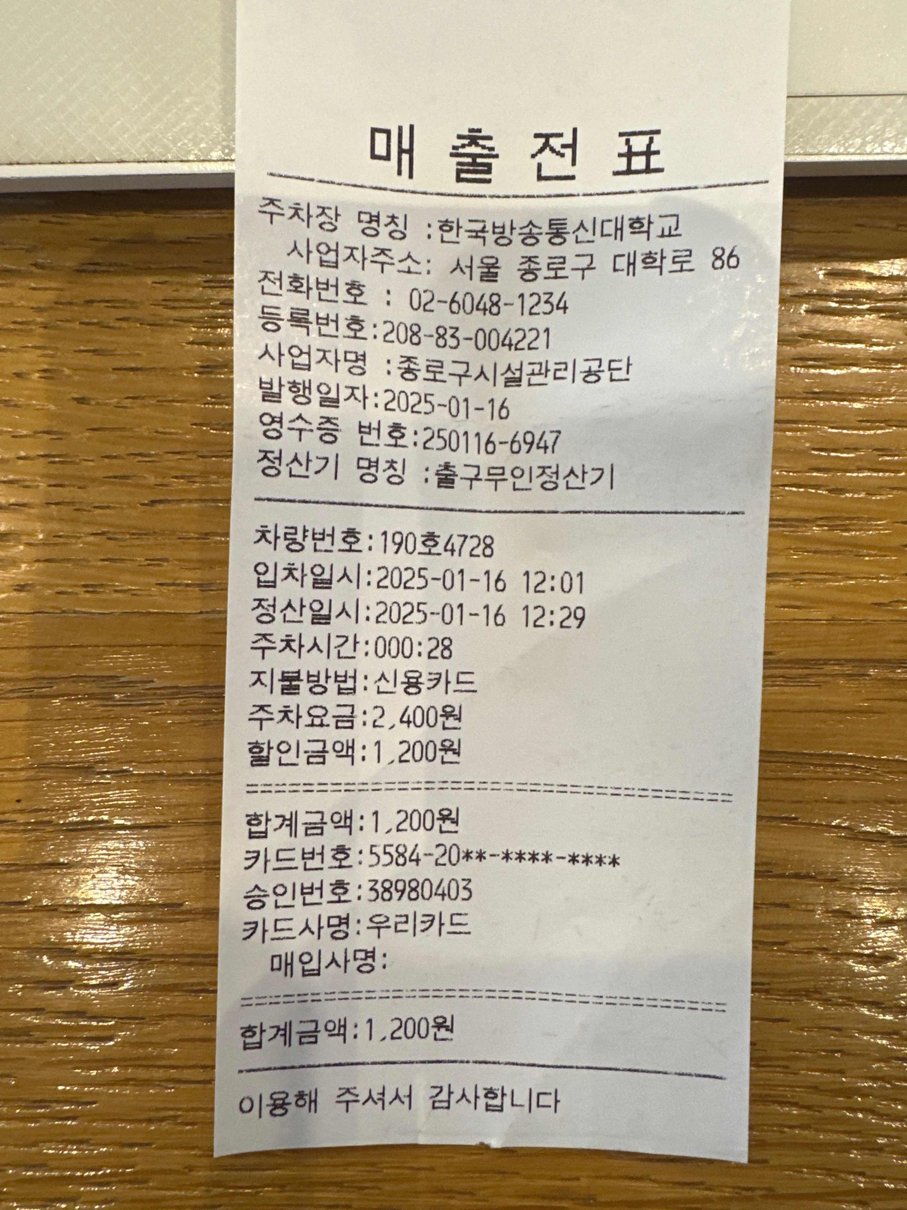 매 출 전 표
주차장 명칭 :한국방송통신대학교
사업자주소: 서울 종로구 대학로 86
전화번호 : 02-6048-1234
등록번호:208-83-004221
사업자명 :종로구시설관리공단
발행일자:2025-01-16
영수증 번호:250116-6947
정산기 명칭 :출구무인정산기
차량번호:190호4728
입차일시:2025-01-16 12:01
정산일시:2025-01-16 12:29
주차시간:000:28
지불방법:신용카드
주차요금:2,400원
할인금액:1,200원
===================================
합계금액:1,200원
카드번호:5584-20**-****-****
승인번호:38980403
카드사명:우리카드
매입사명:
===================================
합계금액:1,200원
이용해 주셔서 감사합니다